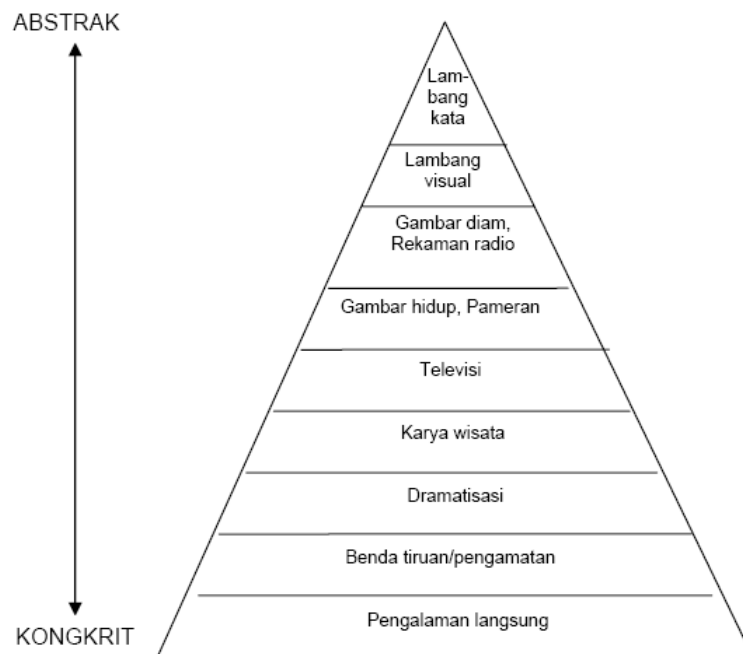 ABSTRAK
Lam-
bang
kata
Lambang
visual
Gambar diam,
Rekaman radio
Gambar hidup, Pameran
Televisi
Karya wisata
Dramatisasi
Benda tiruan/pengamatan
Pengalaman langsung
KONGKRIT